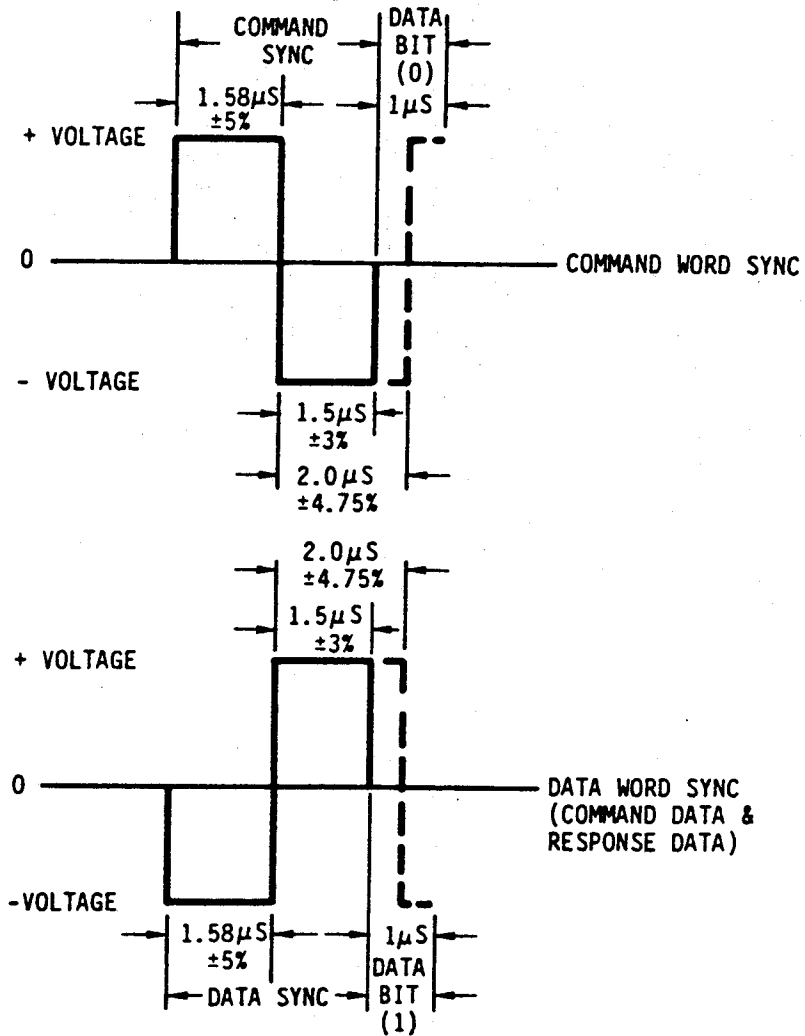 COMMAND
SYNC
DATA
BIT
(0)
1.58μS
±5%
1μS
+ VOLTAGE
0
COMMAND WORD SYNC
- VOLTAGE
1.5μS
±3%
2.0μS
±4.75%
2.0μS
±4.75%
1.5μS
±3%
+ VOLTAGE
0
DATA WORD SYNC
(COMMAND DATA &
RESPONSE DATA)
-VOLTAGE
1.58μS
±5%
1μS
DATA SYNC
DATA
BIT
(1)